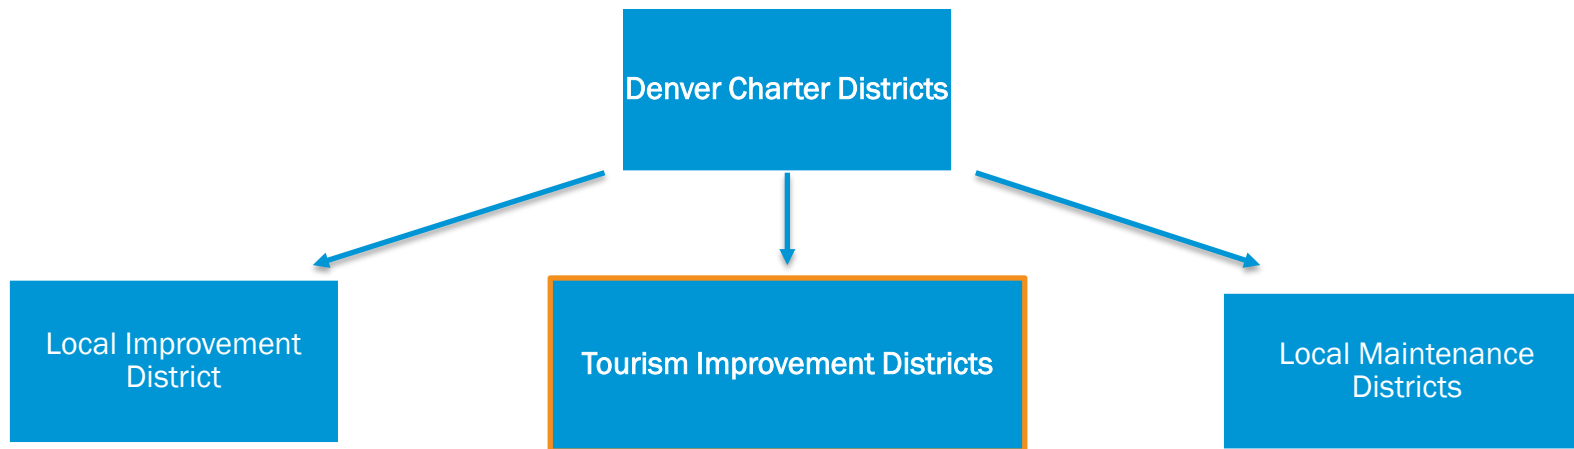 Denver Charter Districts
Local Improvement
District
Tourism Improvement Districts
Local Maintenance
Districts